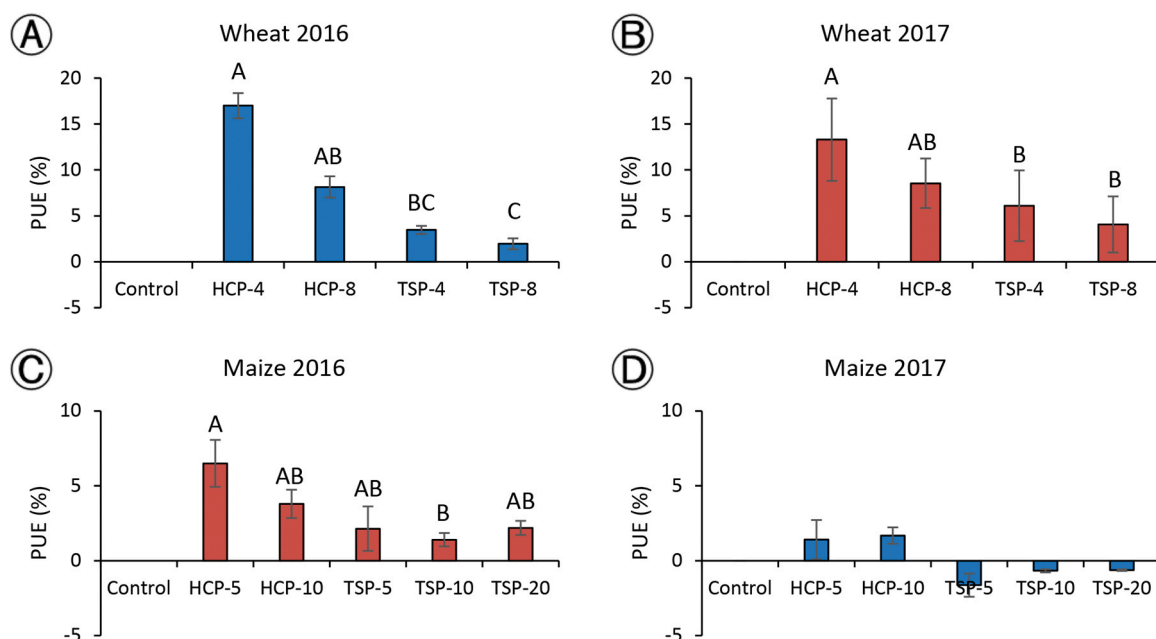 A
Wheat 2016
PUE (%)
20
15
10
5
0
-5
A
AB
BC
C
Control HCP-4 HCP-8 TSP-4 TSP-8
B
Wheat 2017
PUE (%)
20
15
10
5
0
-5
A
AB
B
B
Control HCP-4 HCP-8 TSP-4 TSP-8
C
Maize 2016
PUE (%)
10
5
0
-5
A
AB
AB
B
AB
Control HCP-5 HCP-10 TSP-5 TSP-10 TSP-20
D
Maize 2017
PUE (%)
10
5
0
-5
Control HCP-5 HCP-10 TSP-5 TSP-10 TSP-20